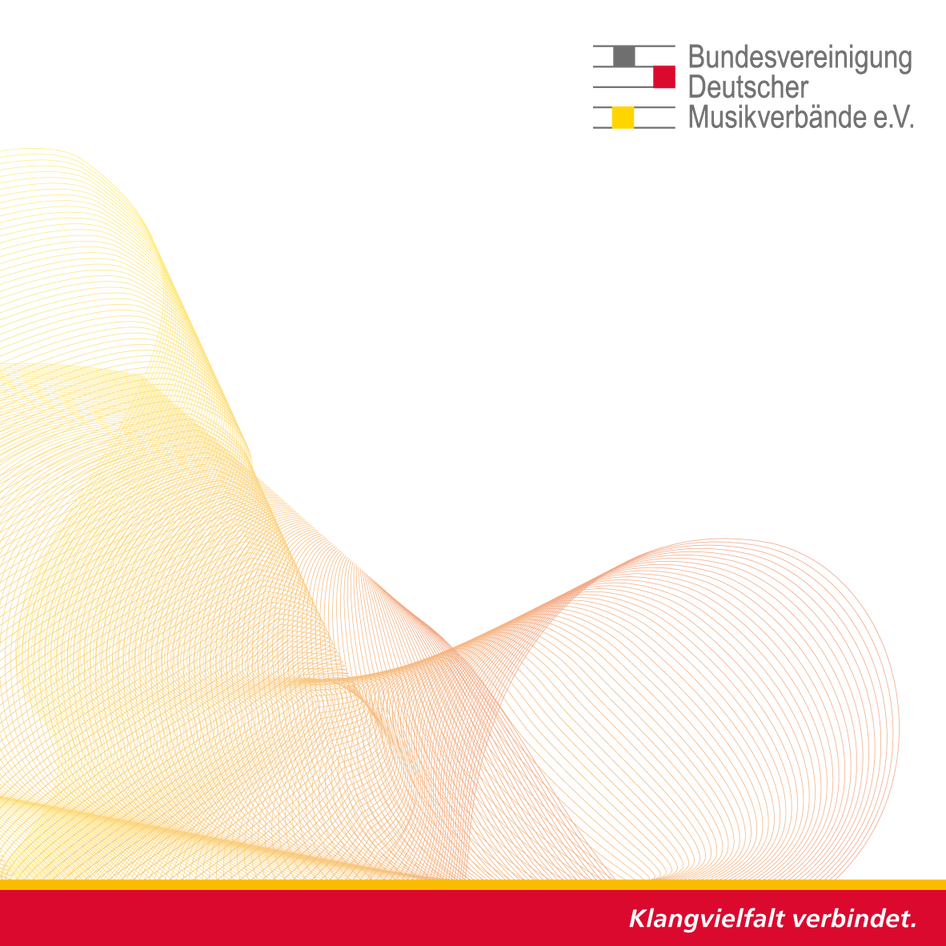 Bundesvereinigung
Deutscher
Musikverbände e.V.
Klangvielfalt verbindet.